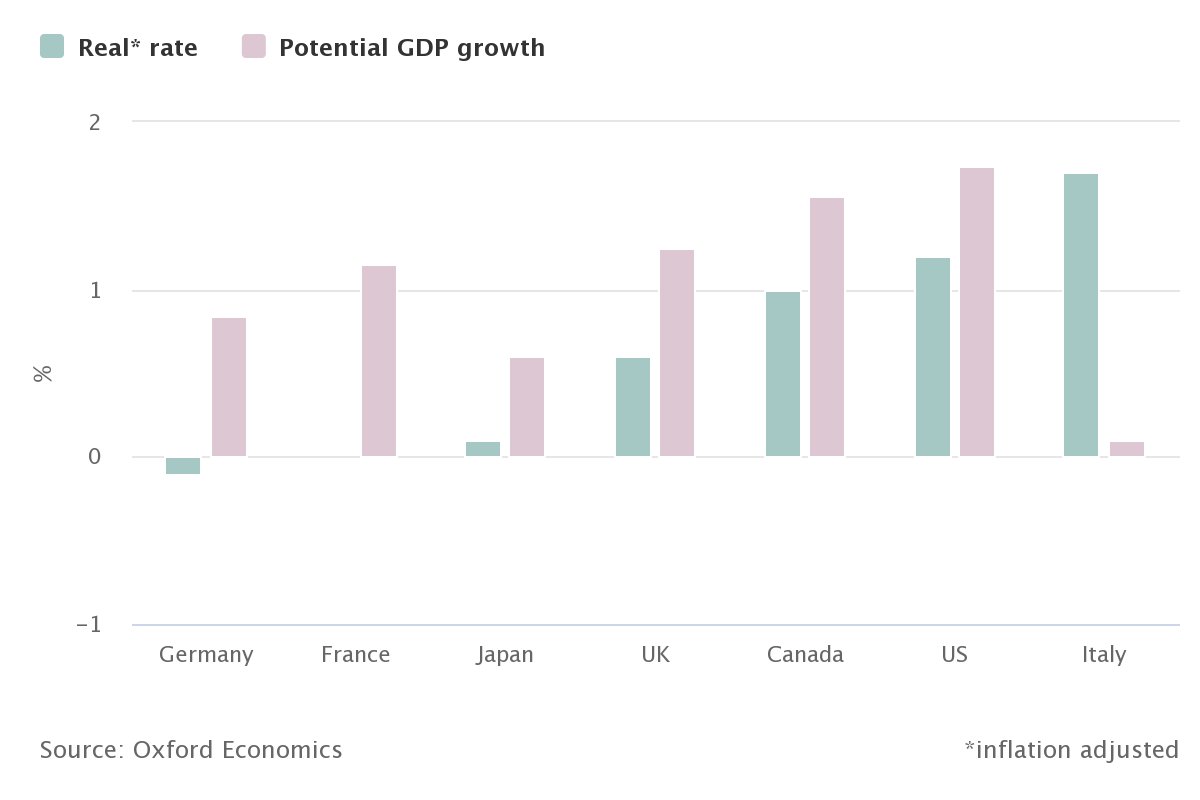 Real* rate Potential GDP growth
2
1
%
0
−1
Germany France Japan UK Canada US Italy
Source: Oxford Economics *inflation adjusted